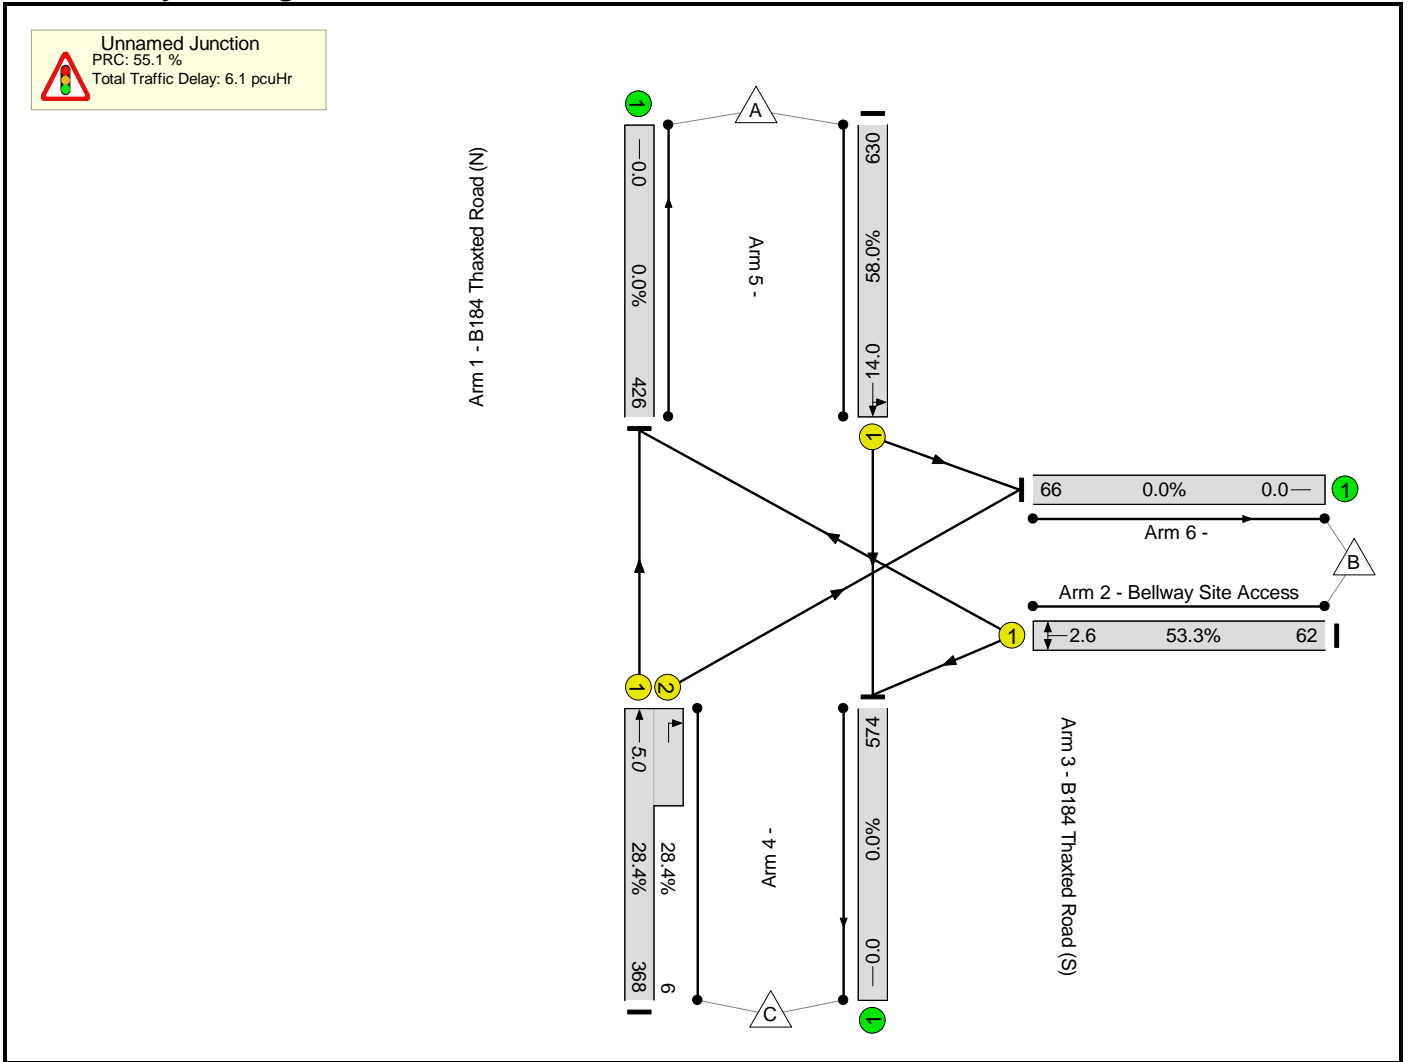 Unnamed Junction
PRC: 55.1 %
Total Traffic Delay: 6.1 pcuHr
A
1
0.0
0.0%
426
Arm 1 - B184 Thaxted Road (N)
Arm 5 -
630
58.0%
14.0
1
66
0.0%
0.0
1
Arm 6 -
B
Arm 2 - Bellway Site Access
1
2.6
53.3%
62
1
2
5.0
28.4%
368
28.4%
6
Arm 4 -
574
0.0%
0.0
1
Arm 3 - B184 Thaxted Road (S)
C